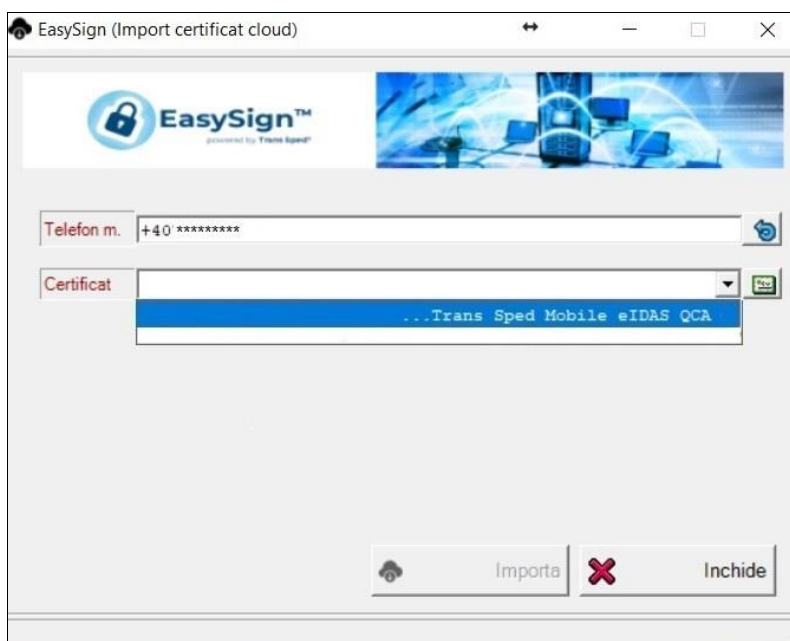 EasySign (Import certificat cloud)
EasySign™
powered by Trans Sped®
Telefon m. +40 *********
Certificat
...Trans Sped Mobile eIDAS QCA
Importa
Inchide